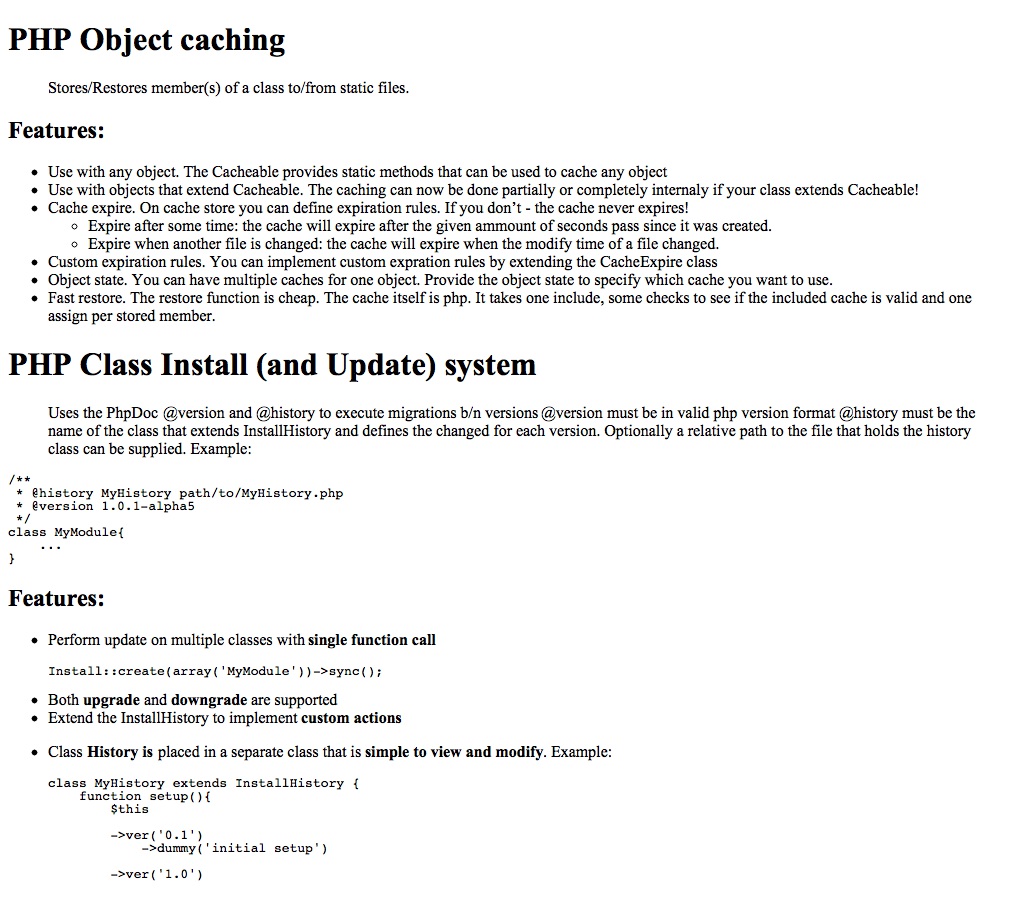 PHP Object caching
Stores/Restores member(s) of a class to/from static files.
Features:
• Use with any object. The Cacheable provides static methods that can be used to cache any object
• Use with objects that extend Cacheable. The caching can now be done partially or completely internaly if your class extends Cacheable!
• Cache expire. On cache store you can define expiration rules. If you don’t - the cache never expires!
◦ Expire after some time: the cache will expire after the given ammount of seconds pass since it was created.
◦ Expire when another file is changed: the cache will expire when the modify time of a file changed.
• Custom expiration rules. You can implement custom expration rules by extending the CacheExpire class
• Object state. You can have multiple caches for one object. Provide the object state to specify which cache you want to use.
• Fast restore. The restore function is cheap. The cache itself is php. It takes one include, some checks to see if the included cache is valid and one
assign per stored member.
PHP Class Install (and Update) system
Uses the PhpDoc @version and @history to execute migrations b/n versions @version must be in valid php version format @history must be the
name of the class that extends InstallHistory and defines the changed for each version. Optionally a relative path to the file that holds the history
class can be supplied. Example:
/**
 * @history MyHistory path/to/MyHistory.php
 * @version 1.0.1-alpha5
 */
class MyModule{
    ...
}
Features:
• Perform update on multiple classes with single function call
Install::create(array('MyModule'))->sync();
• Both upgrade and downgrade are supported
• Extend the InstallHistory to implement custom actions
• Class History is placed in a separate class that is simple to view and modify. Example:
class MyHistory extends InstallHistory {
    function setup(){
        $this
        ->ver('0.1')
            ->dummy('initial setup')
        ->ver('1.0')